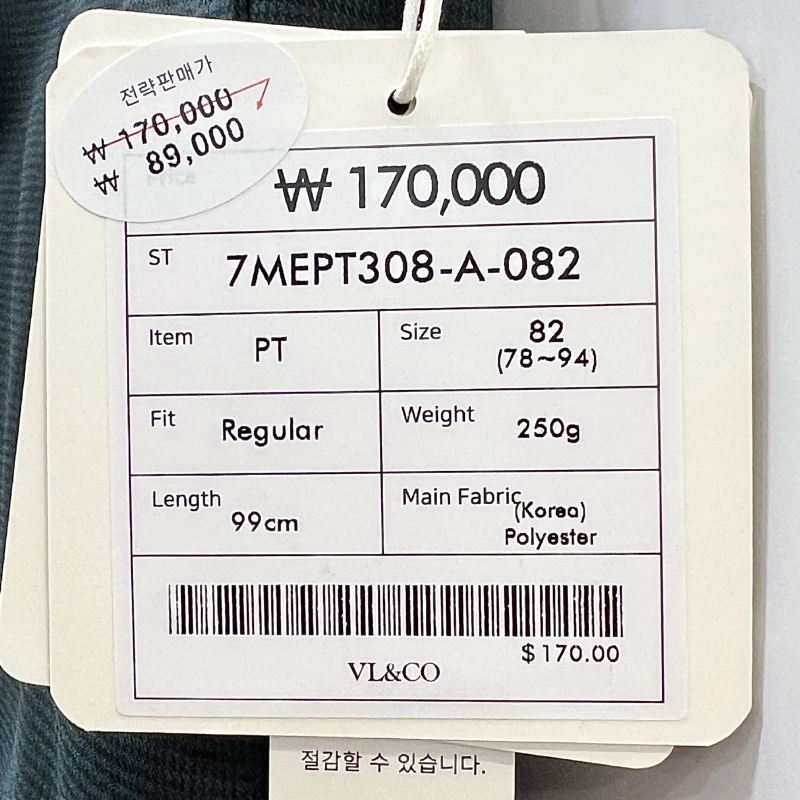 전략판매가
₩ 170,000
₩ 89,000
₩ 170,000
ST 7MEPT308-A-082
Item PT
Size 82
(78~94)
Fit Regular
Weight 250g
Length 99cm
Main Fabric (Korea)
Polyester
$170.00
VL&CO
절감할 수 있습니다.